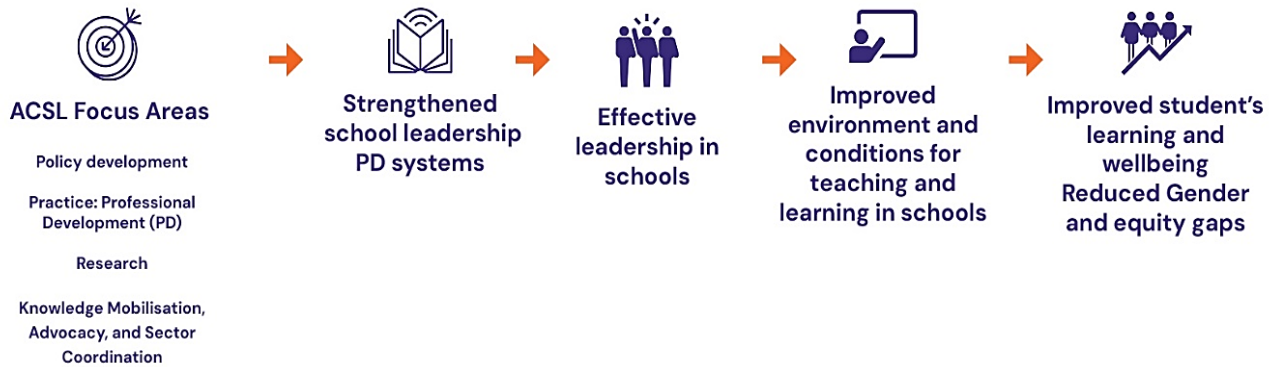 ACSL Focus Areas
Policy development
Practice: Professional
Development (PD)
Research
Knowledge Mobilisation,
Advocacy, and Sector
Coordination
Strengthened
school leadership
PD systems
Effective
leadership in
schools
Improved
environment and
conditions for
teaching and
learning in schools
Improved student's
learning and
wellbeing
Reduced Gender
and equity gaps